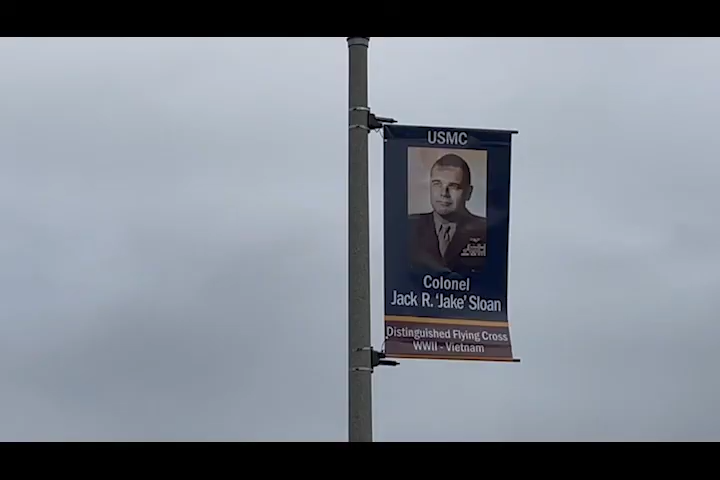 USMC
Colonel
Jack R. 'Jake' Sloan
Distinguished Flying Cross
WWII - Vietnam